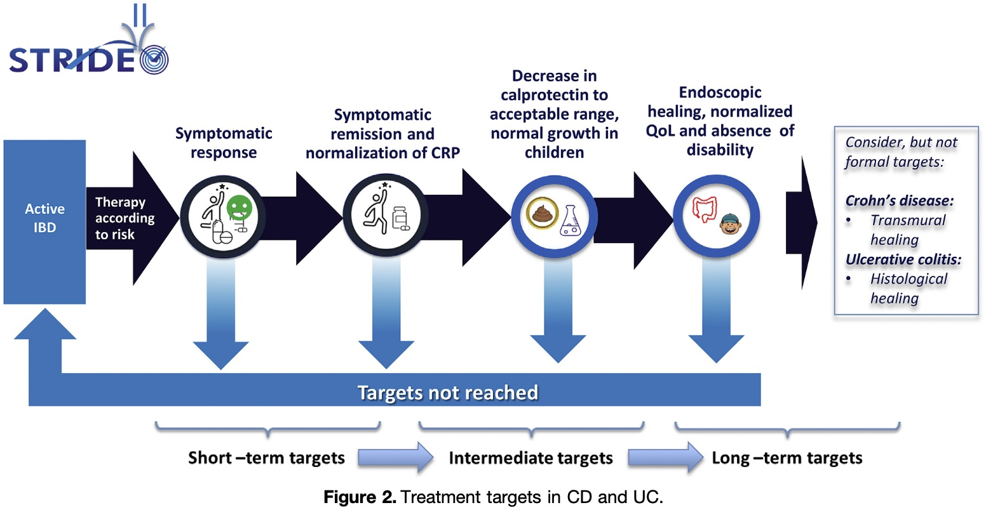 II
STRIDE
Active
IBD
Therapy
according
to risk
Symptomatic
response
Symptomatic
remission and
normalization of CRP
Decrease in
calprotectin to
acceptable range,
normal growth in
children
Endoscopic
healing, normalized
QoL and absence of
disability
Consider, but not
formal targets:
Crohn's disease:
• Transmural
healing
Ulcerative colitis:
• Histological
healing
Targets not reached
Short –term targets
Intermediate targets
Long –term targets
Figure 2. Treatment targets in CD and UC.